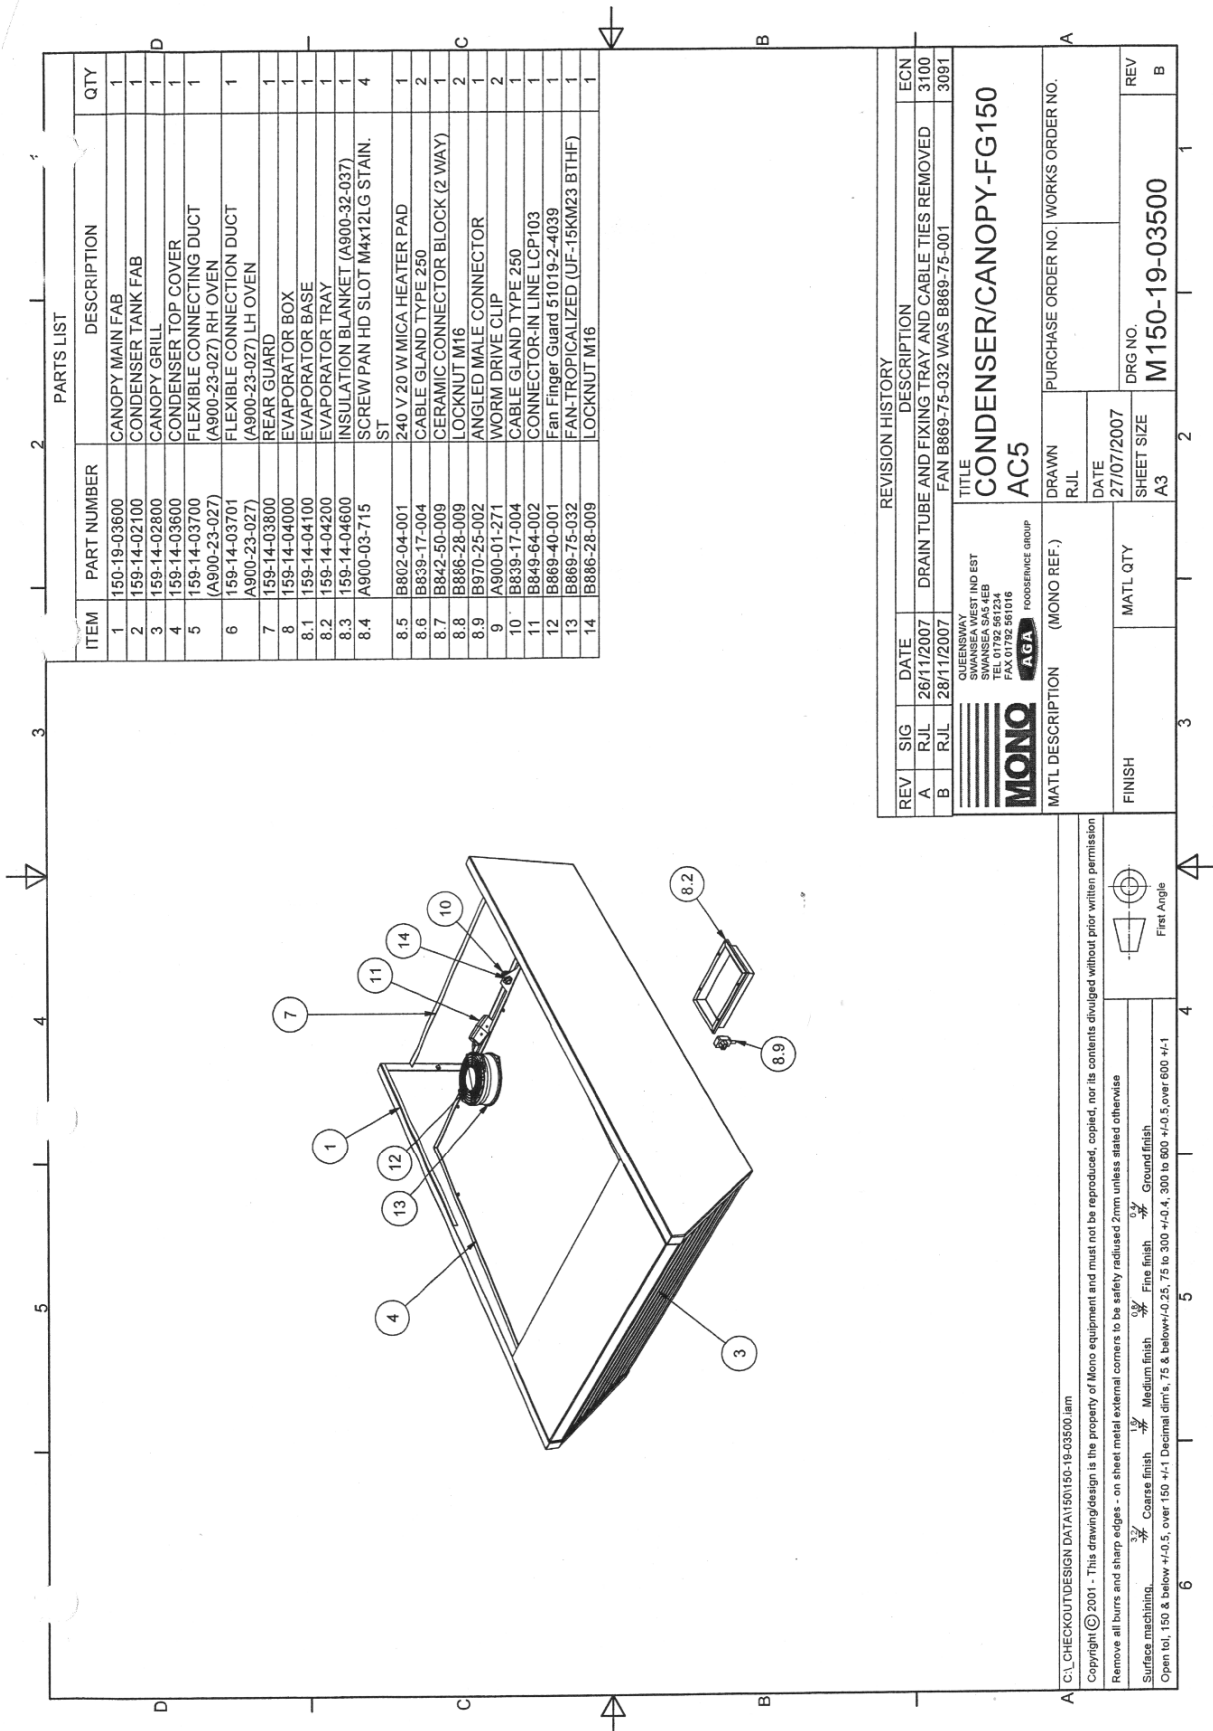 PARTS LIST
ITEM PART NUMBER DESCRIPTION QTY
1 150-19-03600 CANOPY MAIN FAB 1
2 159-14-02100 CONDENSER TANK FAB 1
3 159-14-02800 CANOPY GRILL 1
4 159-14-03600 CONDENSER TOP COVER 1
5 159-14-03700 FLEXIBLE CONNECTING DUCT 1
(A900-23-027) (A900-23-027) RH OVEN
6 159-14-03701 FLEXIBLE CONNECTION DUCT 1
A900-23-027) (A900-23-027) LH OVEN
7 159-14-03800 REAR GUARD 1
8 159-14-04000 EVAPORATOR BOX 1
8.1 159-14-04100 EVAPORATOR BASE 1
8.2 159-14-04200 EVAPORATOR TRAY 1
8.3 159-14-04600 INSULATION BLANKET (A900-32-037) 1
8.4 A900-03-715 SCREW PAN HD SLOT M4x12LG STAIN. 4
ST
8.5 B802-04-001 240 V 20 W MICA HEATER PAD 1
8.6 B839-17-004 CABLE GLAND TYPE 250 2
8.7 B842-50-009 CERAMIC CONNECTOR BLOCK (2 WAY) 1
8.8 B886-28-009 LOCKNUT M16 2
8.9 B970-25-002 ANGLED MALE CONNECTOR 1
9 A900-01-271 WORM DRIVE CLIP 2
10 B839-17-004 CABLE GLAND TYPE 250 1
11 B849-64-002 CONNECTOR-IN LINE LCP103 1
12 B869-40-001 Fan Finger Guard 51019-2-4039 1
13 B869-75-032 FAN-TROPICALIZED (UF-15KM23 BTHF) 1
14 B886-28-009 LOCKNUT M16 1
1
12
13
4
7
11
14
10
3
8.9
8.2
REVISION HISTORY
REV SIG DATE DESCRIPTION ECN
A RJL 26/11/2007 DRAIN TUBE AND FIXING TRAY AND CABLE TIES REMOVED 3100
B RJL 28/11/2007 FAN B869-75-032 WAS B869-75-001 3091
MONO
QUEENSWAY
SWANSEA WEST IND EST
SWANSEA SA5 4EB
TEL 01792 561234
FAX 01792 561016
AGA FOODSERVICE GROUP
TITLE
CONDENSER/CANOPY-FG150
AC5
MATL DESCRIPTION (MONO REF.)
DRAWN
RJL
PURCHASE ORDER NO.
WORKS ORDER NO.
DATE
27/07/2007
FINISH
MATL QTY
SHEET SIZE
A3
DRG NO.
M150-19-03500
REV
B
C:\_CHECKOUT\DESIGN DATA\150\150-19-03500.iam
Copyright © 2001 - This drawing/design is the property of Mono equipment and must not be reproduced, copied, nor its contents divulged without prior written permission
Remove all burrs and sharp edges - on sheet metal external corners to be safety radiused 2mm unless stated otherwise
Surface machining. 3.2/ Coarse finish 1.6/ Medium finish 0.8/ Fine finish 0.4/ Ground finish
Open tol, 150 & below +/-0.5, over 150 +/-1 Decimal dim's, 75 & below+/-0.25, 75 to 300 +/-0.4, 300 to 600 +/-0.5,over 600 +/-1
First Angle
5 4 3 2
6 5 4 3 2 1
D C B A
D C B A